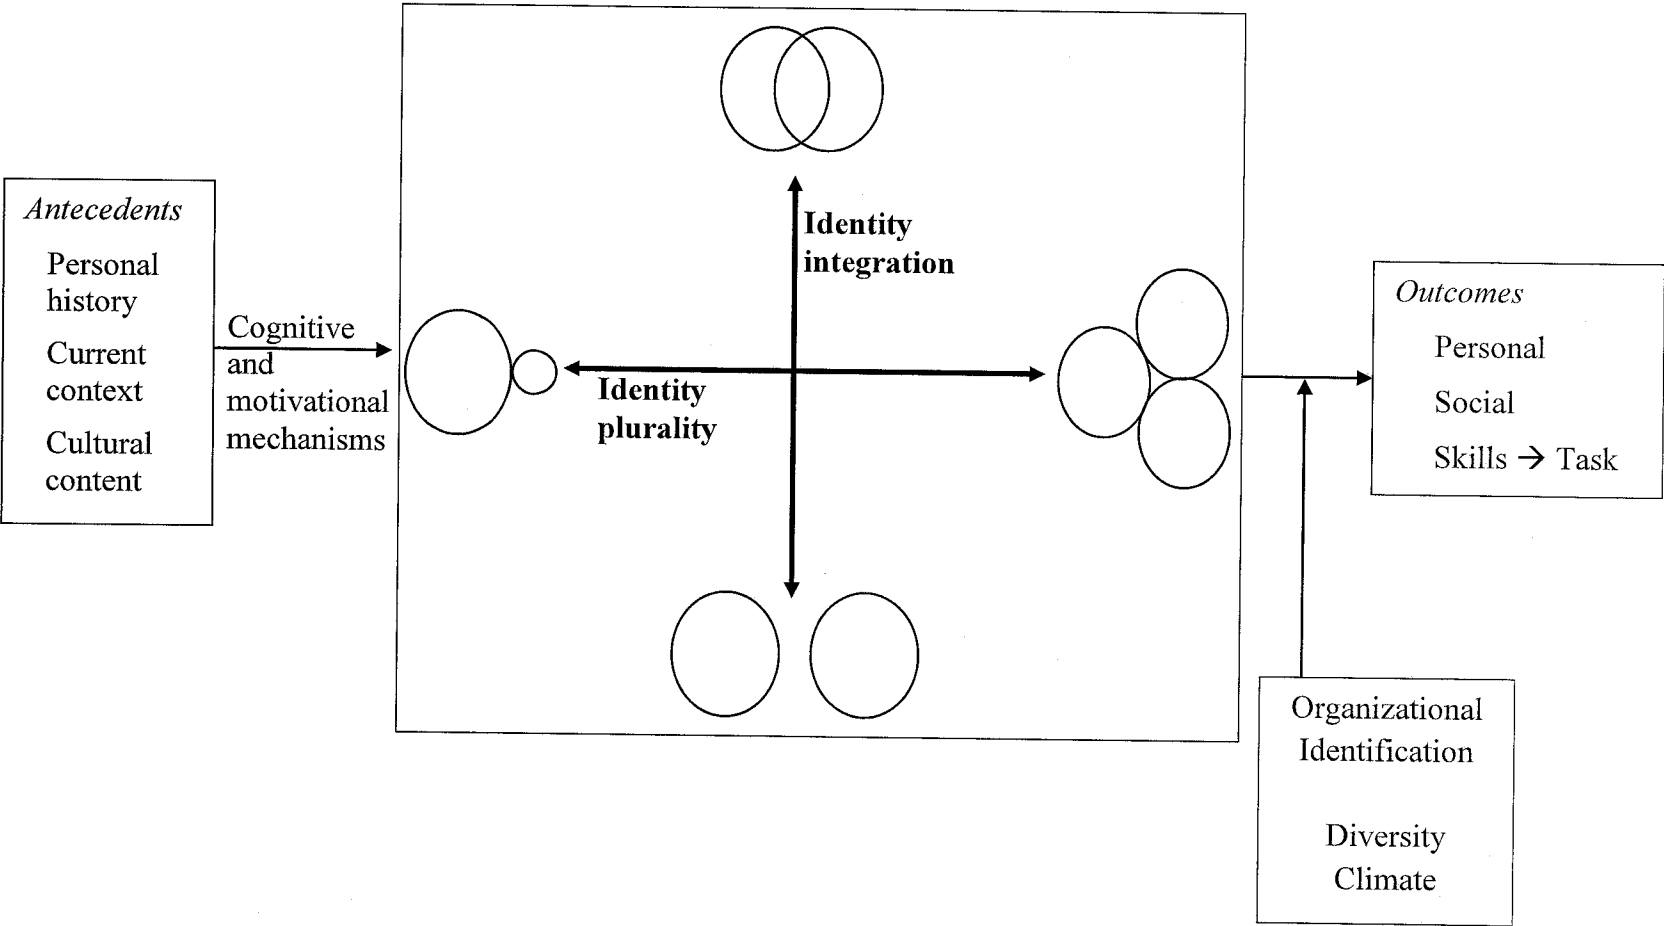 Antecedents
Personal
history
Current
context
Cultural
content
Cognitive
and
motivational
mechanisms
Identity
integration
Identity
plurality
Outcomes
Personal
Social
Skills → Task
Organizational
Identification
Diversity
Climate